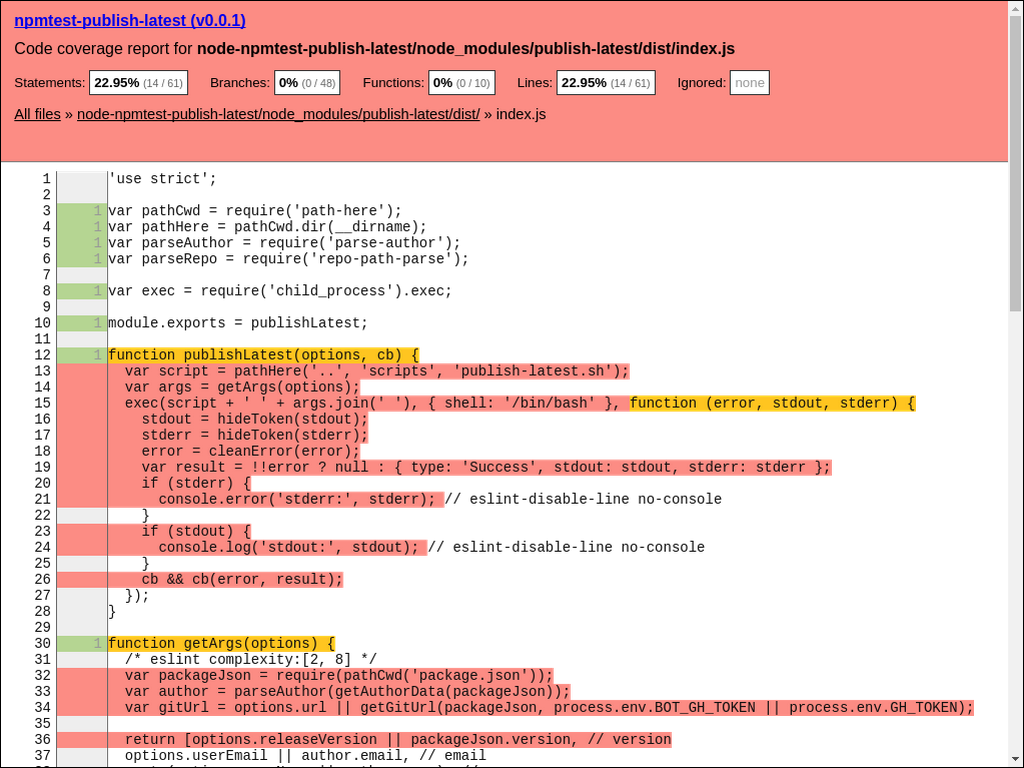 npmtest-publish-latest (v0.0.1)
Code coverage report for node-npmtest-publish-latest/node_modules/publish-latest/dist/index.js
Statements: 22.95% (14 / 61) Branches: 0% (0 / 48) Functions: 0% (0 / 10) Lines: 22.95% (14 / 61) Ignored: none
All files » node-npmtest-publish-latest/node_modules/publish-latest/dist/ » index.js
1 'use strict';
2
3 1 var pathCwd = require('path-here');
4 1 var pathHere = pathCwd.dir(__dirname);
5 1 var parseAuthor = require('parse-author');
6 1 var parseRepo = require('repo-path-parse');
7
8 1 var exec = require('child_process').exec;
9
10 1 module.exports = publishLatest;
11
12 1 function publishLatest(options, cb) {
13   var script = pathHere('..', 'scripts', 'publish-latest.sh');
14   var args = getArgs(options);
15   exec(script + ' ' + args.join(' '), { shell: '/bin/bash' }, function (error, stdout, stderr) {
16     stdout = hideToken(stdout);
17     stderr = hideToken(stderr);
18     error = cleanError(error);
19     var result = !!error ? null : { type: 'Success', stdout: stdout, stderr: stderr };
20     if (stderr) {
21       console.error('stderr:', stderr); // eslint-disable-line no-console
22     }
23     if (stdout) {
24       console.log('stdout:', stdout); // eslint-disable-line no-console
25     }
26     cb && cb(error, result);
27   });
28 }
29
30 1 function getArgs(options) {
31   /* eslint complexity:[2, 8] */
32   var packageJson = require(pathCwd('package.json'));
33   var author = parseAuthor(getAuthorData(packageJson));
34   var gitUrl = options.url || getGitUrl(packageJson, process.env.BOT_GH_TOKEN || process.env.GH_TOKEN);
35
36   return [options.releaseVersion || packageJson.version, // version
37   options.userEmail || author.email, // email